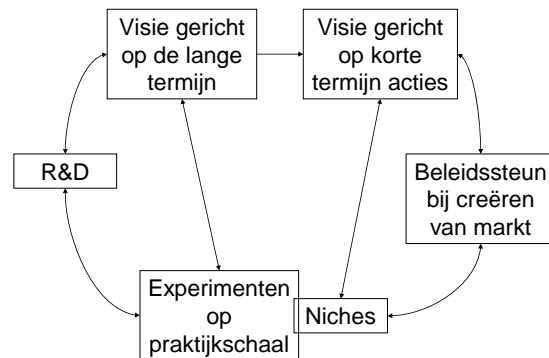 Visie gericht
op de lange
termijn
Visie gericht
op korte
termijn acties
R&D
Beleidssteun
bij creëren
van markt
Experimenten
op
praktijkschaal
Niches